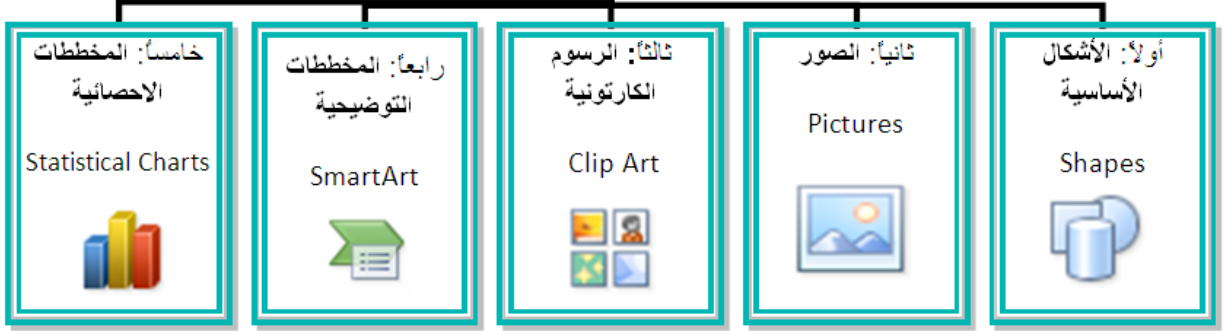 أولاً: الأشكال
الأساسية
Shapes
ثانياً: الصور
Pictures
ثالثاً: الرسوم
الكارتونية
Clip Art
رابعاً: المخططات
التوضيحية
SmartArt
خامساً: المخططات
الاحصائية
Statistical Charts